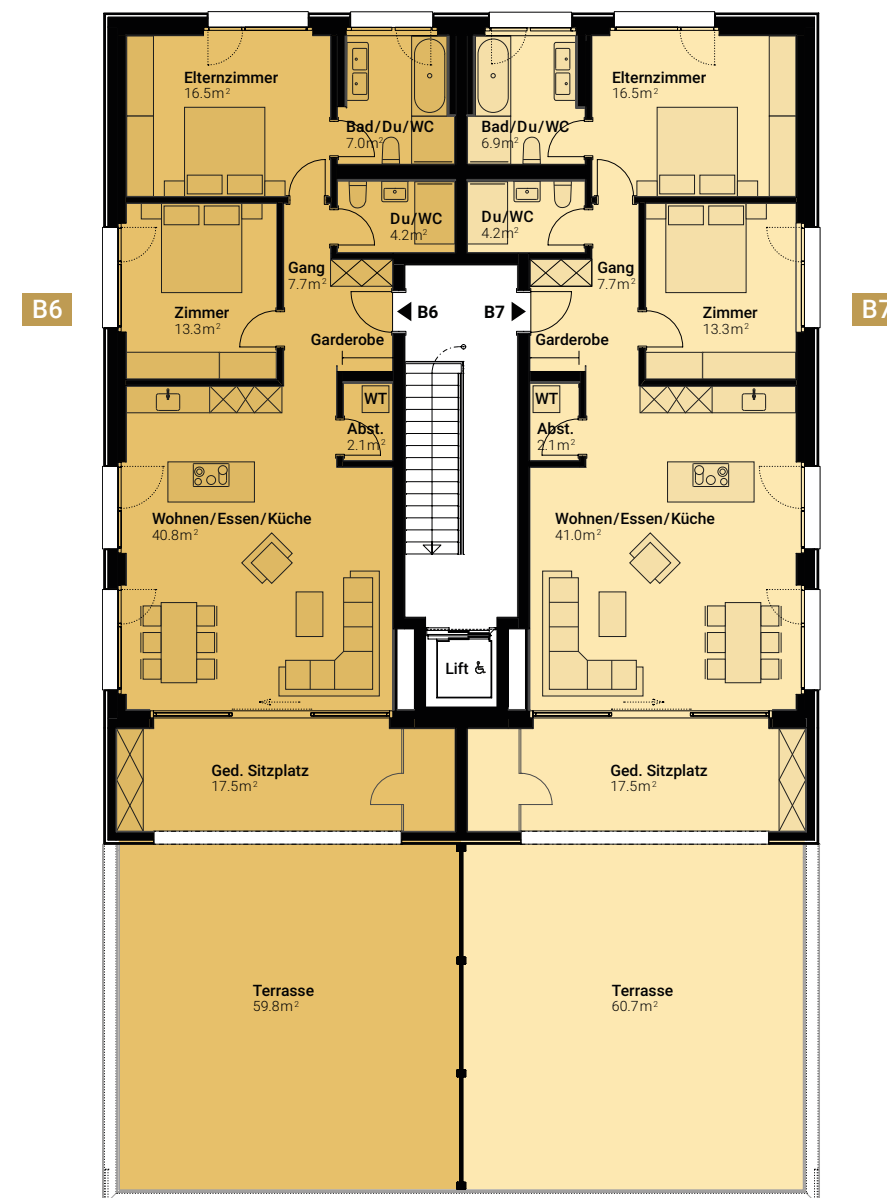 Elternzimmer
16.5m²
Bad/Du/WC
7.0m²
Bad/Du/WC
6.9m²
Elternzimmer
16.5m²
Du/WC
4.2m²
Du/WC
4.2m²
Gang
7.7m²
Gang
7.7m²
B6
Zimmer
13.3m²
B6
B7
Zimmer
13.3m²
B7
Garderobe
Garderobe
WT
WT
Abst.
2.1m²
Abst.
2.1m²
Wohnen/Essen/Küche
40.8m²
Wohnen/Essen/Küche
41.0m²
Lift
Ged. Sitzplatz
17.5m²
Ged. Sitzplatz
17.5m²
Terrasse
59.8m²
Terrasse
60.7m²